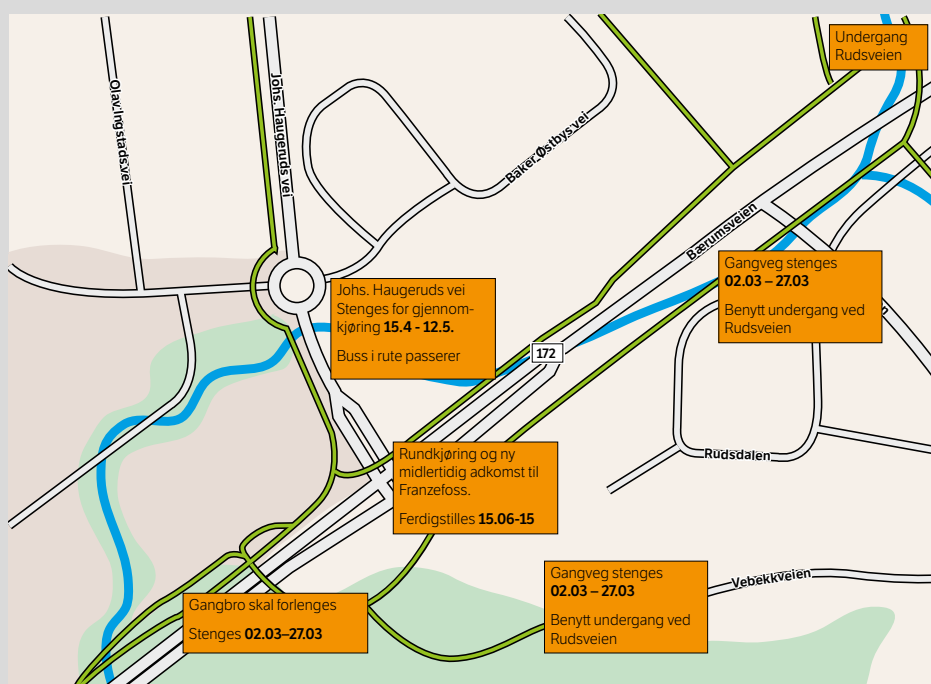 Undergang
Rudsveien
Olav Ingstads vei
Johs. Haugeruds vei
Baker Østbys vei
Bærumsveien
Gangveg stenges
02.03 – 27.03
Benytt undergang ved
Rudsveien
Johs. Haugeruds vei
Stenges for gjennom-
kjøring 15.4 - 12.5.
Buss i rute passerer
172
Rundkjøring og ny
midlertidig adkomst til
Franzefoss.
Ferdigstilles 15.06-15
Rudsdalen
Gangveg stenges
02.03 – 27.03
Benytt undergang ved
Rudsveien
Vebekkveien
Gangbro skal forlenges
Stenges 02.03–27.03